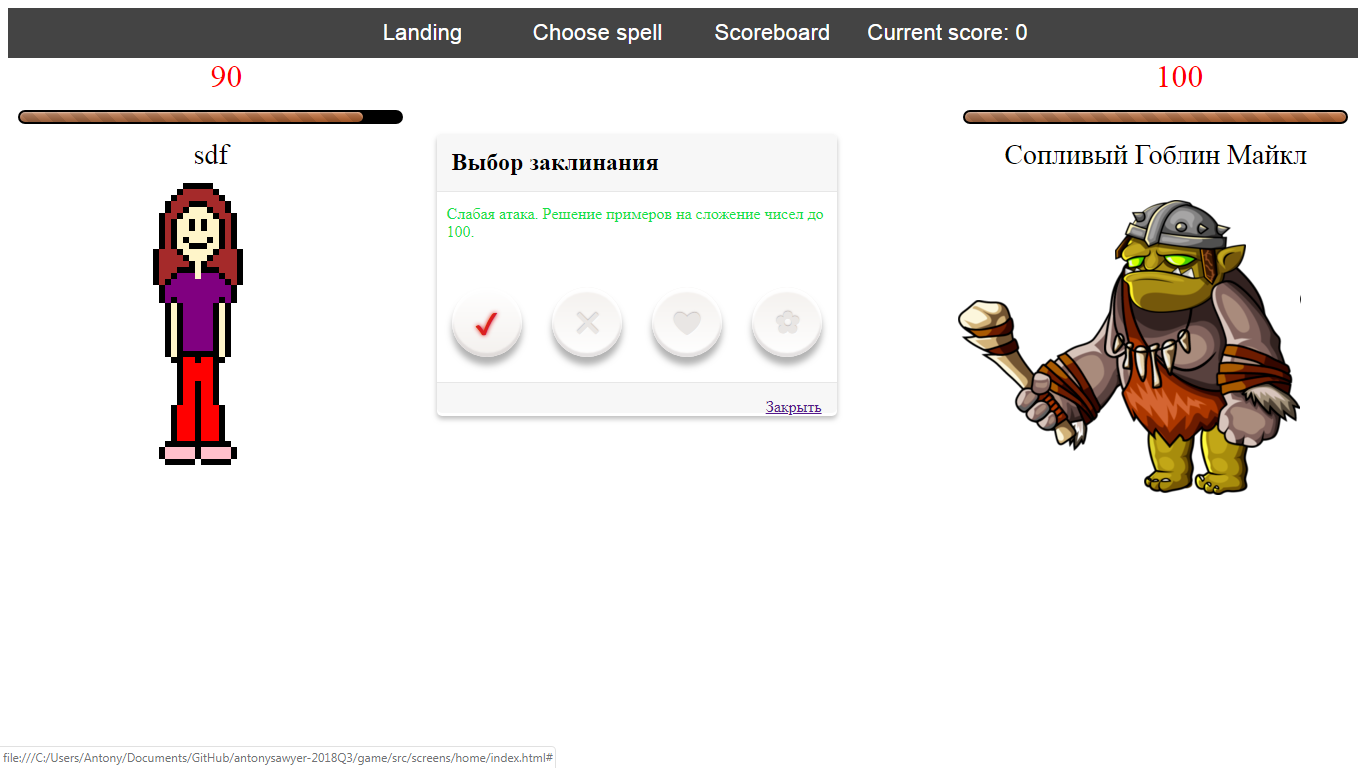 Landing Choose spell Scoreboard Current score: 0
90
100
sdf
Сопливый Гоблин Майкл
Выбор заклинания
Слабая атака. Решение примеров на сложение чисел до
100.
Закрыть
file:///C:/Users/Antony/Documents/GitHub/antonysawyer-2018Q3/game/src/screens/home/index.html#